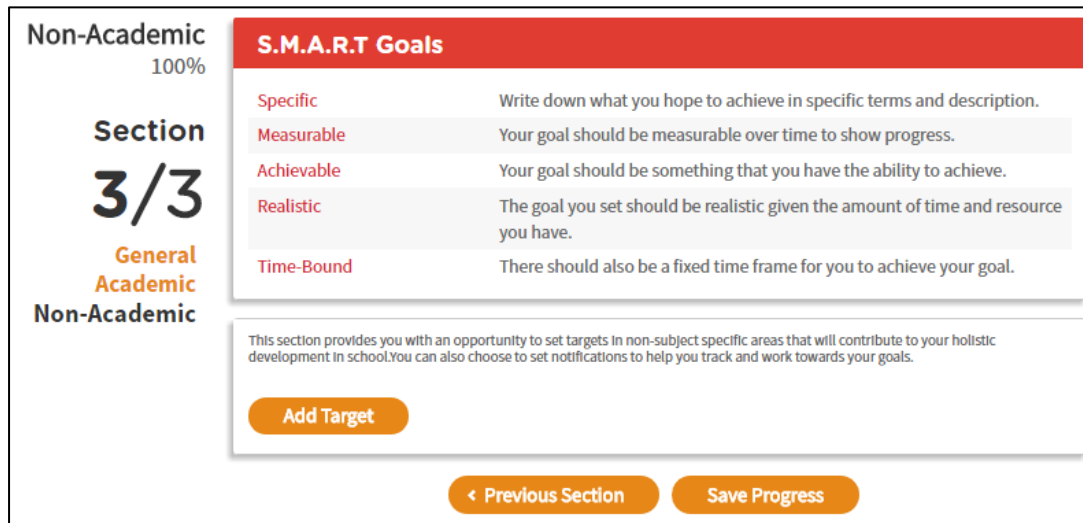 Non-Academic
100%
Section
3/3
General
Academic
Non-Academic
S.M.A.R.T Goals
Specific Write down what you hope to achieve in specific terms and description.
Measurable Your goal should be measurable over time to show progress.
Achievable Your goal should be something that you have the ability to achieve.
Realistic The goal you set should be realistic given the amount of time and resource
you have.
Time-Bound There should also be a fixed time frame for you to achieve your goal.
This section provides you with an opportunity to set targets in non-subject specific areas that will contribute to your holistic
development in school.You can also choose to set notifications to help you track and work towards your goals.
Add Target
‹ Previous Section
Save Progress